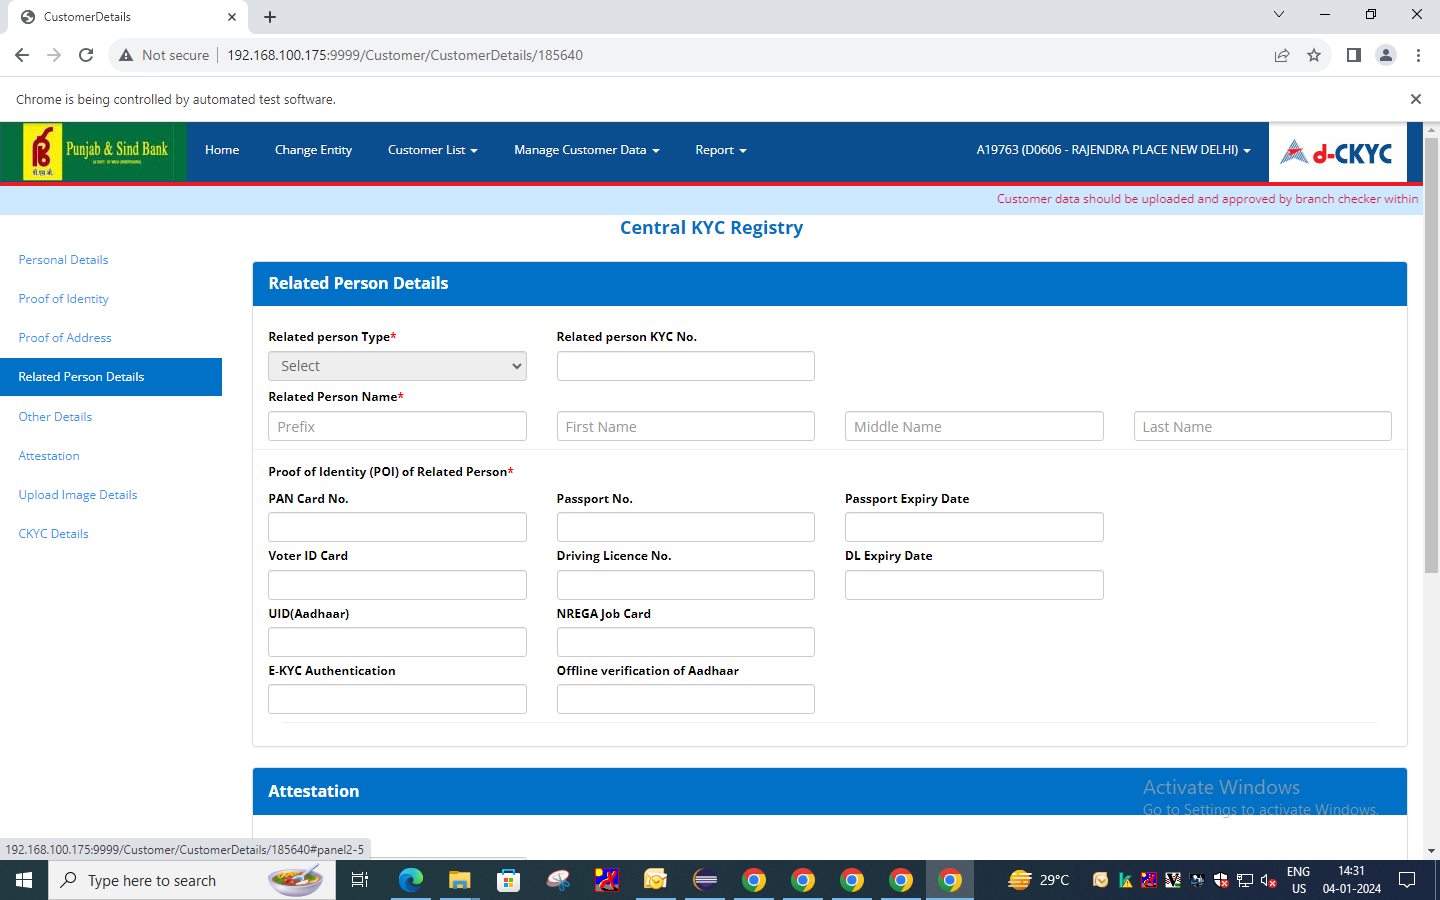 CustomerDetails
Not secure
192.168.100.175:9999/Customer/CustomerDetails/185640
Chrome is being controlled by automated test software.
Punjab & Sind Bank
पी.एस.बी.
Home
Change Entity
Customer List
Manage Customer Data
Report
A19763 (D0606 - RAJENDRA PLACE NEW DELHI)
d-CKYC
Customer data should be uploaded and approved by branch checker within
Central KYC Registry
Personal Details
Proof of Identity
Proof of Address
Related Person Details
Other Details
Attestation
Upload Image Details
CKYC Details
Related Person Details
Related person Type*
Related person KYC No.
Select
Related Person Name*
Prefix
First Name
Middle Name
Last Name
Proof of Identity (POI) of Related Person*
PAN Card No.
Passport No.
Passport Expiry Date
Voter ID Card
Driving Licence No.
DL Expiry Date
UID(Aadhaar)
NREGA Job Card
E-KYC Authentication
Offline verification of Aadhaar
Attestation
Activate Windows
Go to Settings to activate Windows.
192.168.100.175:9999/Customer/CustomerDetails/185640#panel2-5
Type here to search
29°C
ENG
US
14:31
04-01-2024